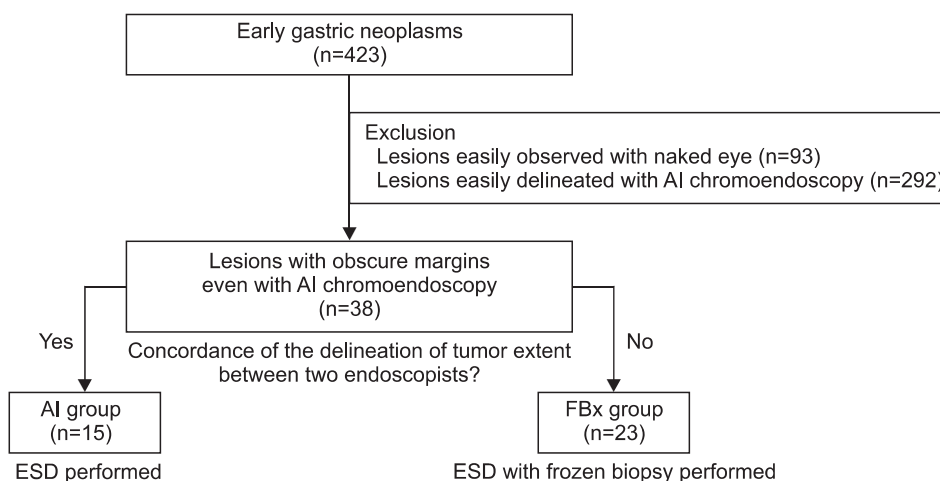 Early gastric neoplasms
(n=423)
Exclusion
Lesions easily observed with naked eye (n=93)
Lesions easily delineated with AI chromoendoscopy (n=292)
Lesions with obscure margins
even with AI chromoendoscopy
(n=38)
Yes
No
Concordance of the delineation of tumor extent
between two endoscopists?
AI group
(n=15)
ESD performed
FBx group
(n=23)
ESD with frozen biopsy performed